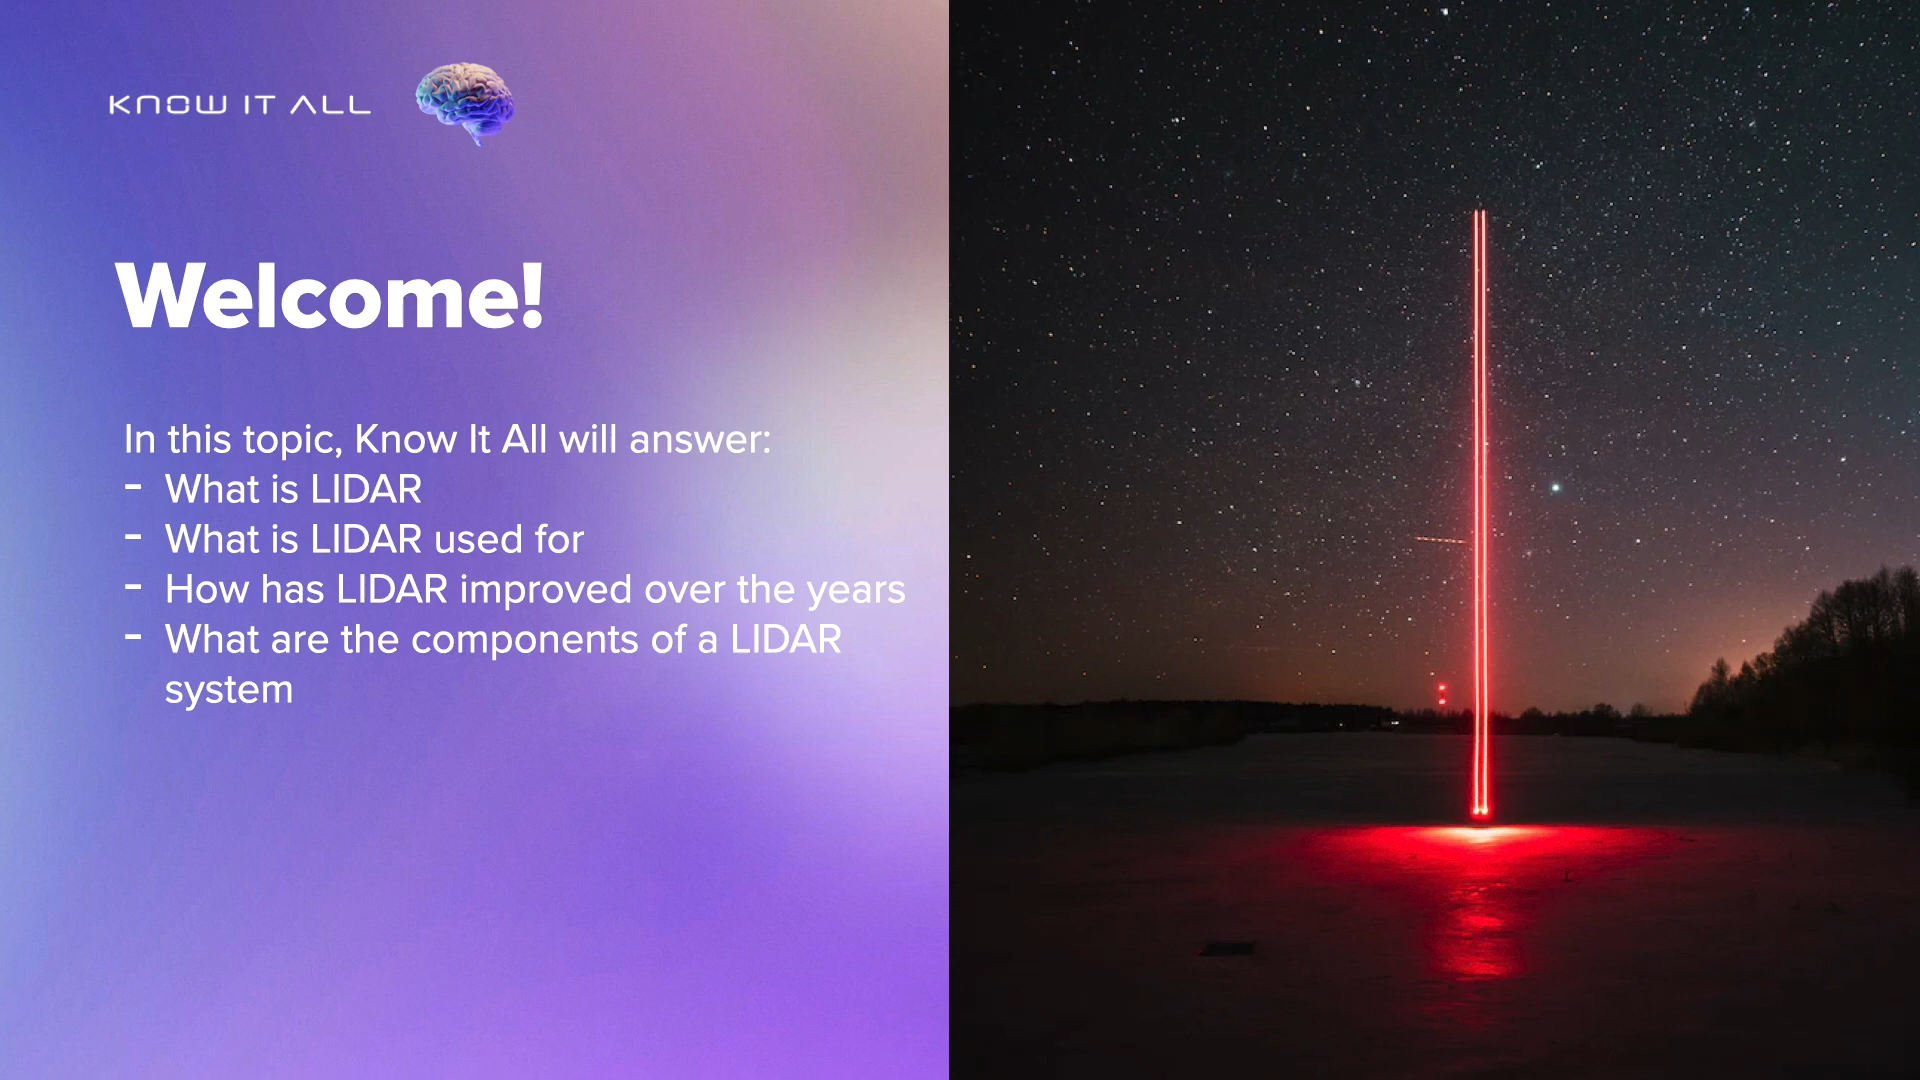 KNOW IT ALL
Welcome!
In this topic, Know It All will answer:
- What is LIDAR
- What is LIDAR used for
- How has LIDAR improved over the years
- What are the components of a LIDAR
system